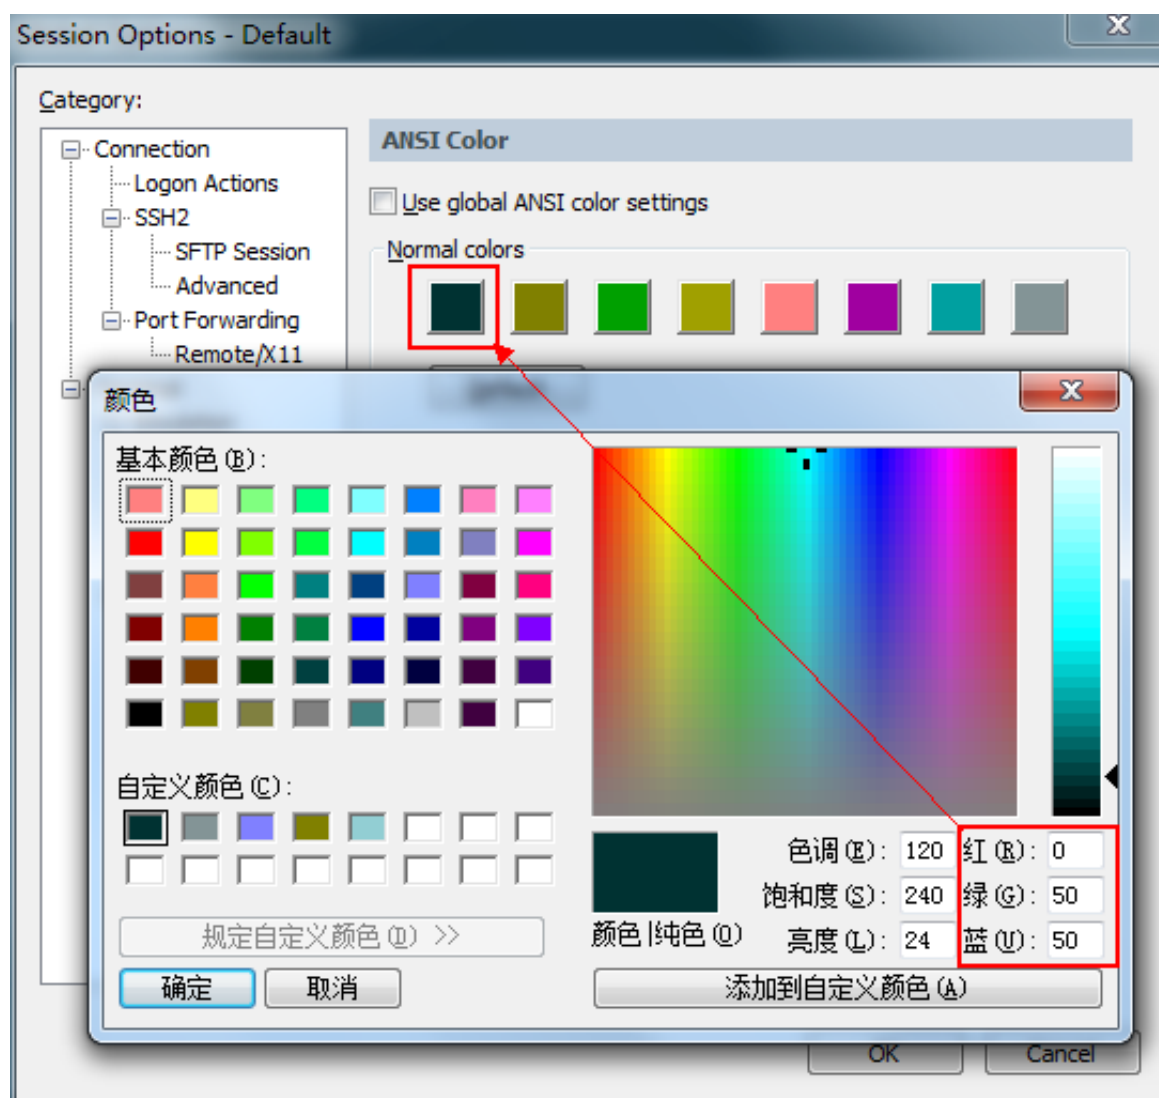 Session Options - Default
Category:
Connection
Logon Actions
SSH2
SFTP Session
Advanced
Port Forwarding
Remote/X11
ANSI Color
Use global ANSI color settings
Normal colors
颜色
基本颜色(B):
自定义颜色(C):
规定自定义颜色(D) >>
确定
取消
颜色|纯色(O)
色调(E): 120 红(R): 0
饱和度(S): 240 绿(G): 50
亮度(L): 24 蓝(U): 50
添加到自定义颜色(A)
OK
Cancel